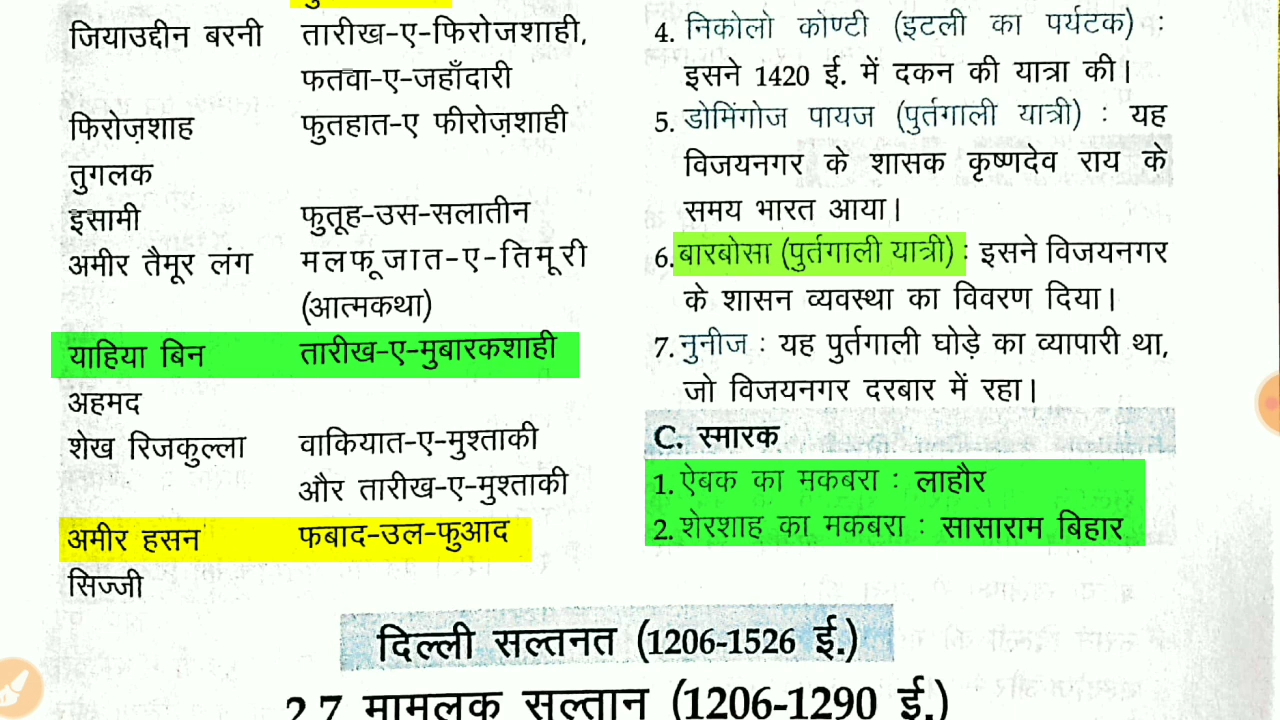 जियाउद्दीन बरनी तारीख-ए-फिरोजशाही,
फतवा-ए-जहाँदारी
फिरोज़शाह फुतहात-ए फीरोज़शाही
तुगलक
इसामी फुतूह-उस-सलातीन
अमीर तैमूर लंग मलफूजात-ए-तिमूरी
(आत्मकथा)
याहिया बिन तारीख-ए-मुबारकशाही
अहमद
शेख रिजकुल्ला वाकियात-ए-मुश्ताकी
और तारीख-ए-मुश्ताकी
अमीर हसन फबाद-उल-फुआद
सिज्जी
4. निकोलो कोण्टी (इटली का पर्यटक) :
इसने 1420 ई. में दकन की यात्रा की।
5. डोमिंगोज पायज (पुर्तगाली यात्री) : यह
विजयनगर के शासक कृष्णदेव राय के
समय भारत आया।
6. बारबोसा (पुर्तगाली यात्री) : इसने विजयनगर
के शासन व्यवस्था का विवरण दिया।
7. नुनीज : यह पुर्तगाली घोड़े का व्यापारी था,
जो विजयनगर दरबार में रहा।
C. स्मारक
1. ऐबक का मकबरा : लाहौर
2. शेरशाह का मकबरा : सासाराम बिहार
दिल्ली सल्तनत (1206-1526 ई.)
2.7 मामलुक सुल्तान (1206-1290 ई.)